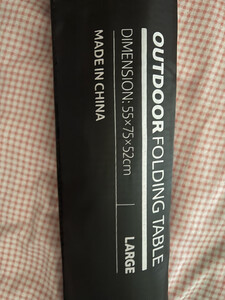 OUTDOOR FOLDING TABLE
DIMENSION: 55×75×52cm
MADE IN CHINA
LARGE